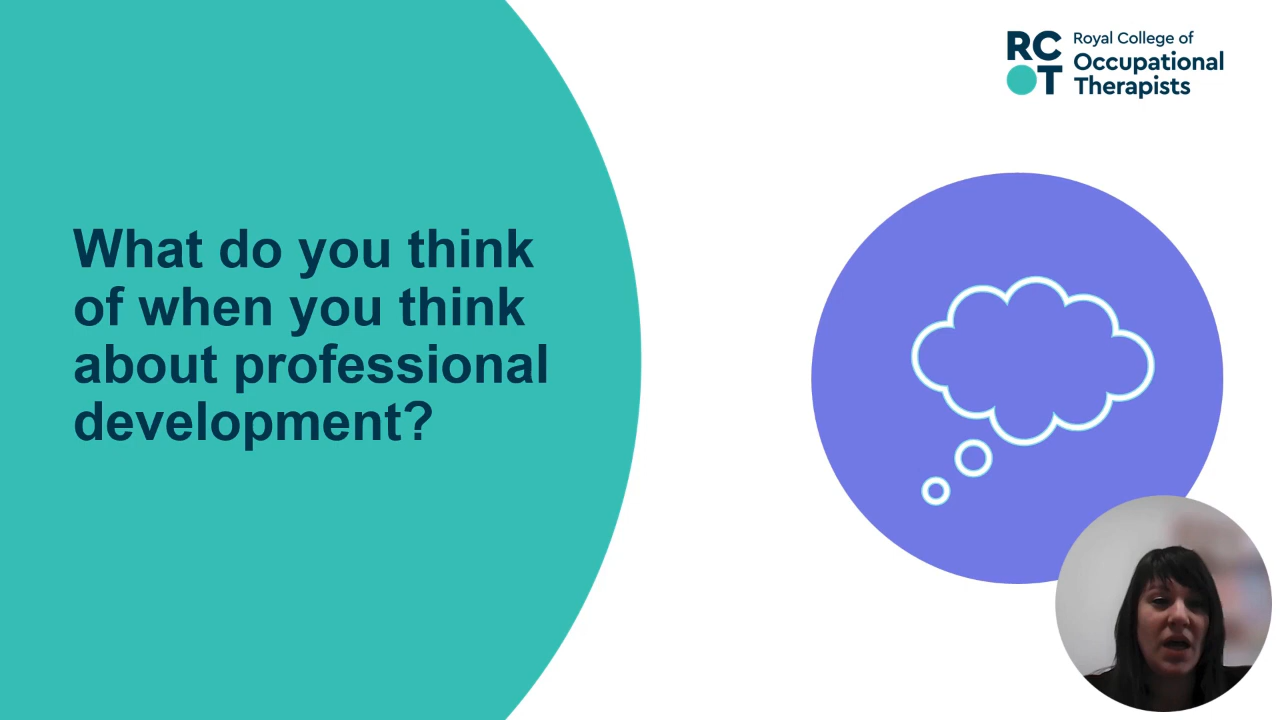 RC Royal College of
OT Occupational
Therapists
What do you think
of when you think
about professional
development?